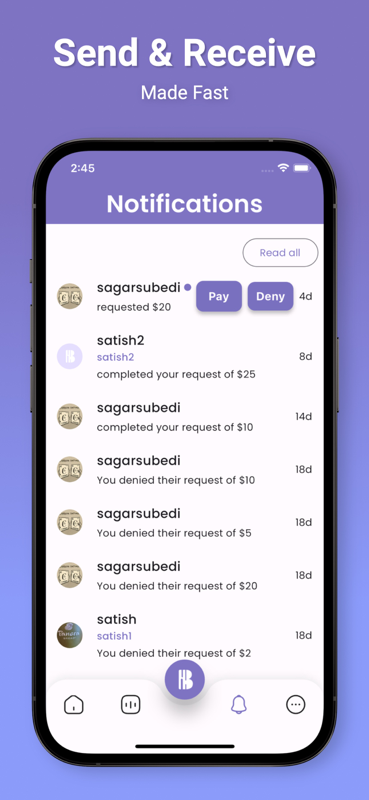 Send & Receive
Made Fast
2:45
Notifications
Read all
sagarsubedi
requested $20
Pay
Deny
4d
satish2
satish2
completed your request of $25
8d
sagarsubedi
completed your request of $10
14d
sagarsubedi
You denied their request of $10
18d
sagarsubedi
You denied their request of $5
18d
sagarsubedi
You denied their request of $20
18d
satish
satish1
You denied their request of $2
18d